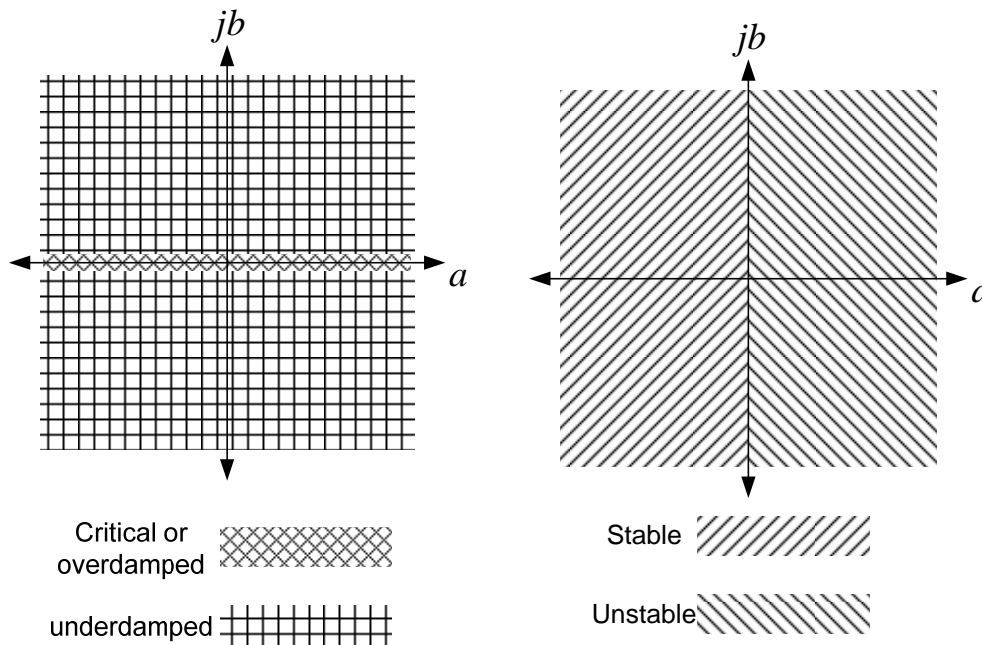 jb
a
Critical or
overdamped
underdamped
jb
Stable
Unstable